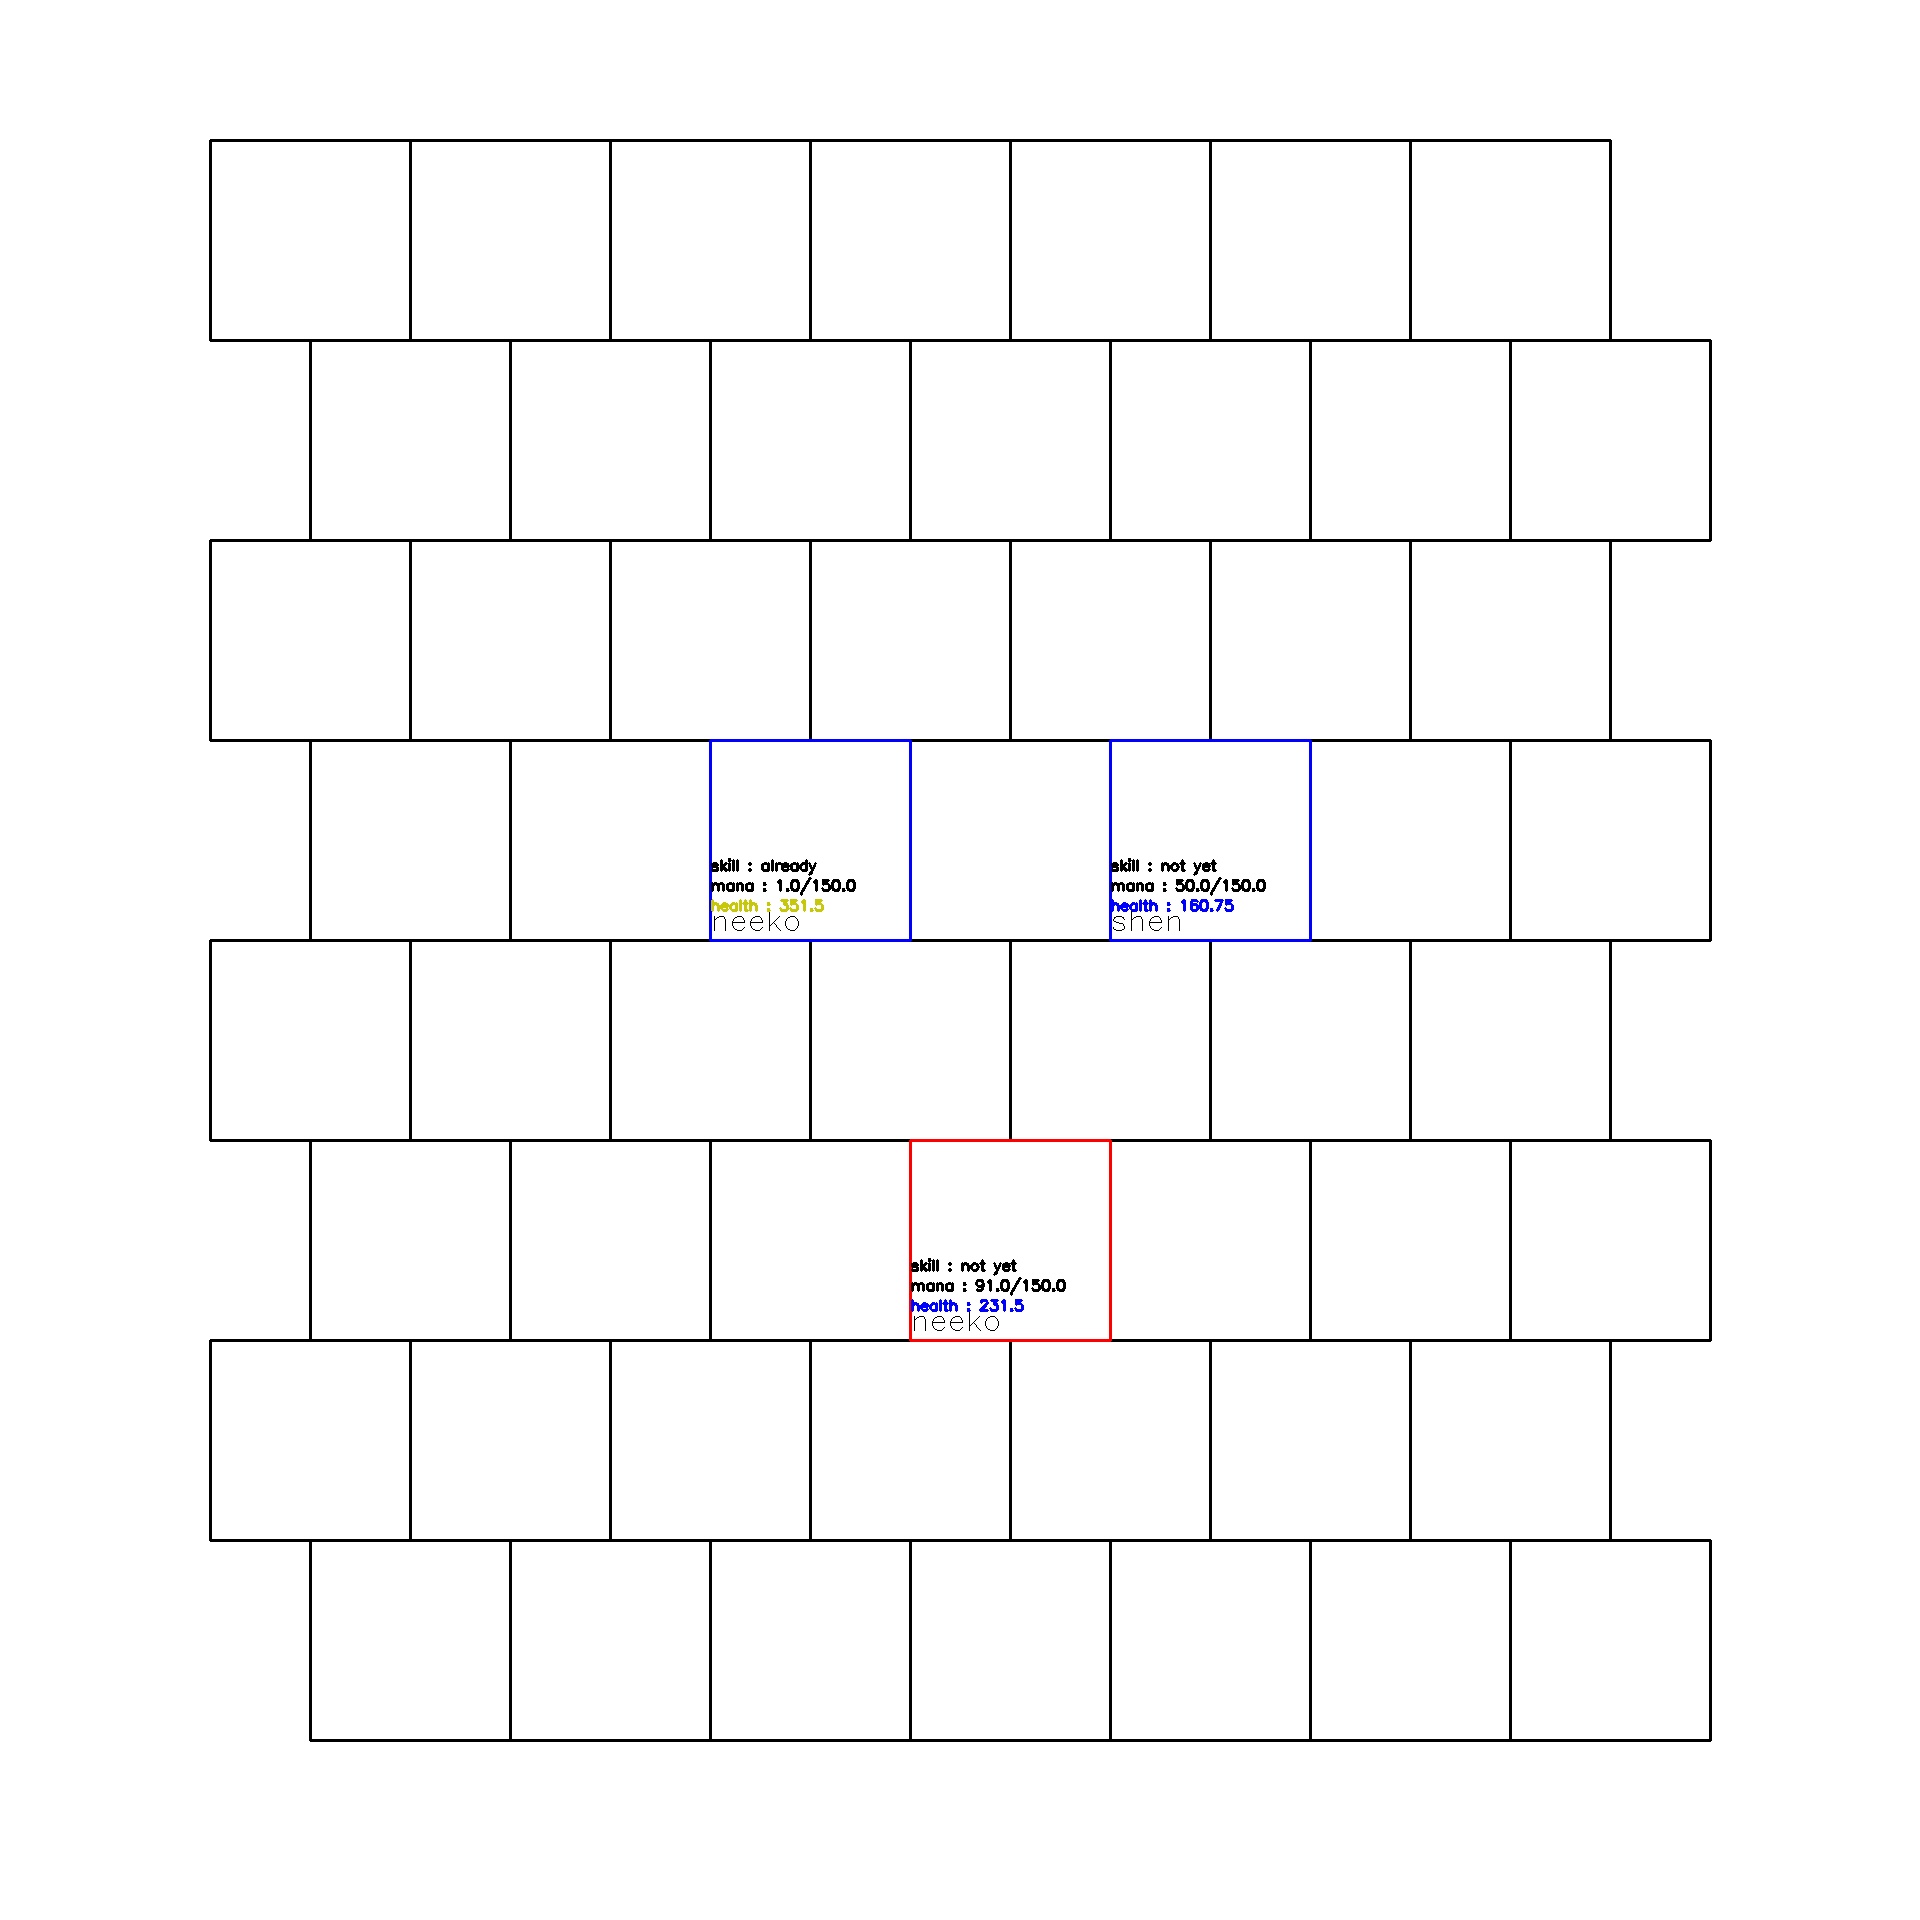 skill : already
mana : 1.0/150.0
health : 351.5
neeko
skill : not yet
mana : 50.0/150.0
health : 160.75
shen
skill : not yet
mana : 91.0/150.0
health : 231.5
neeko